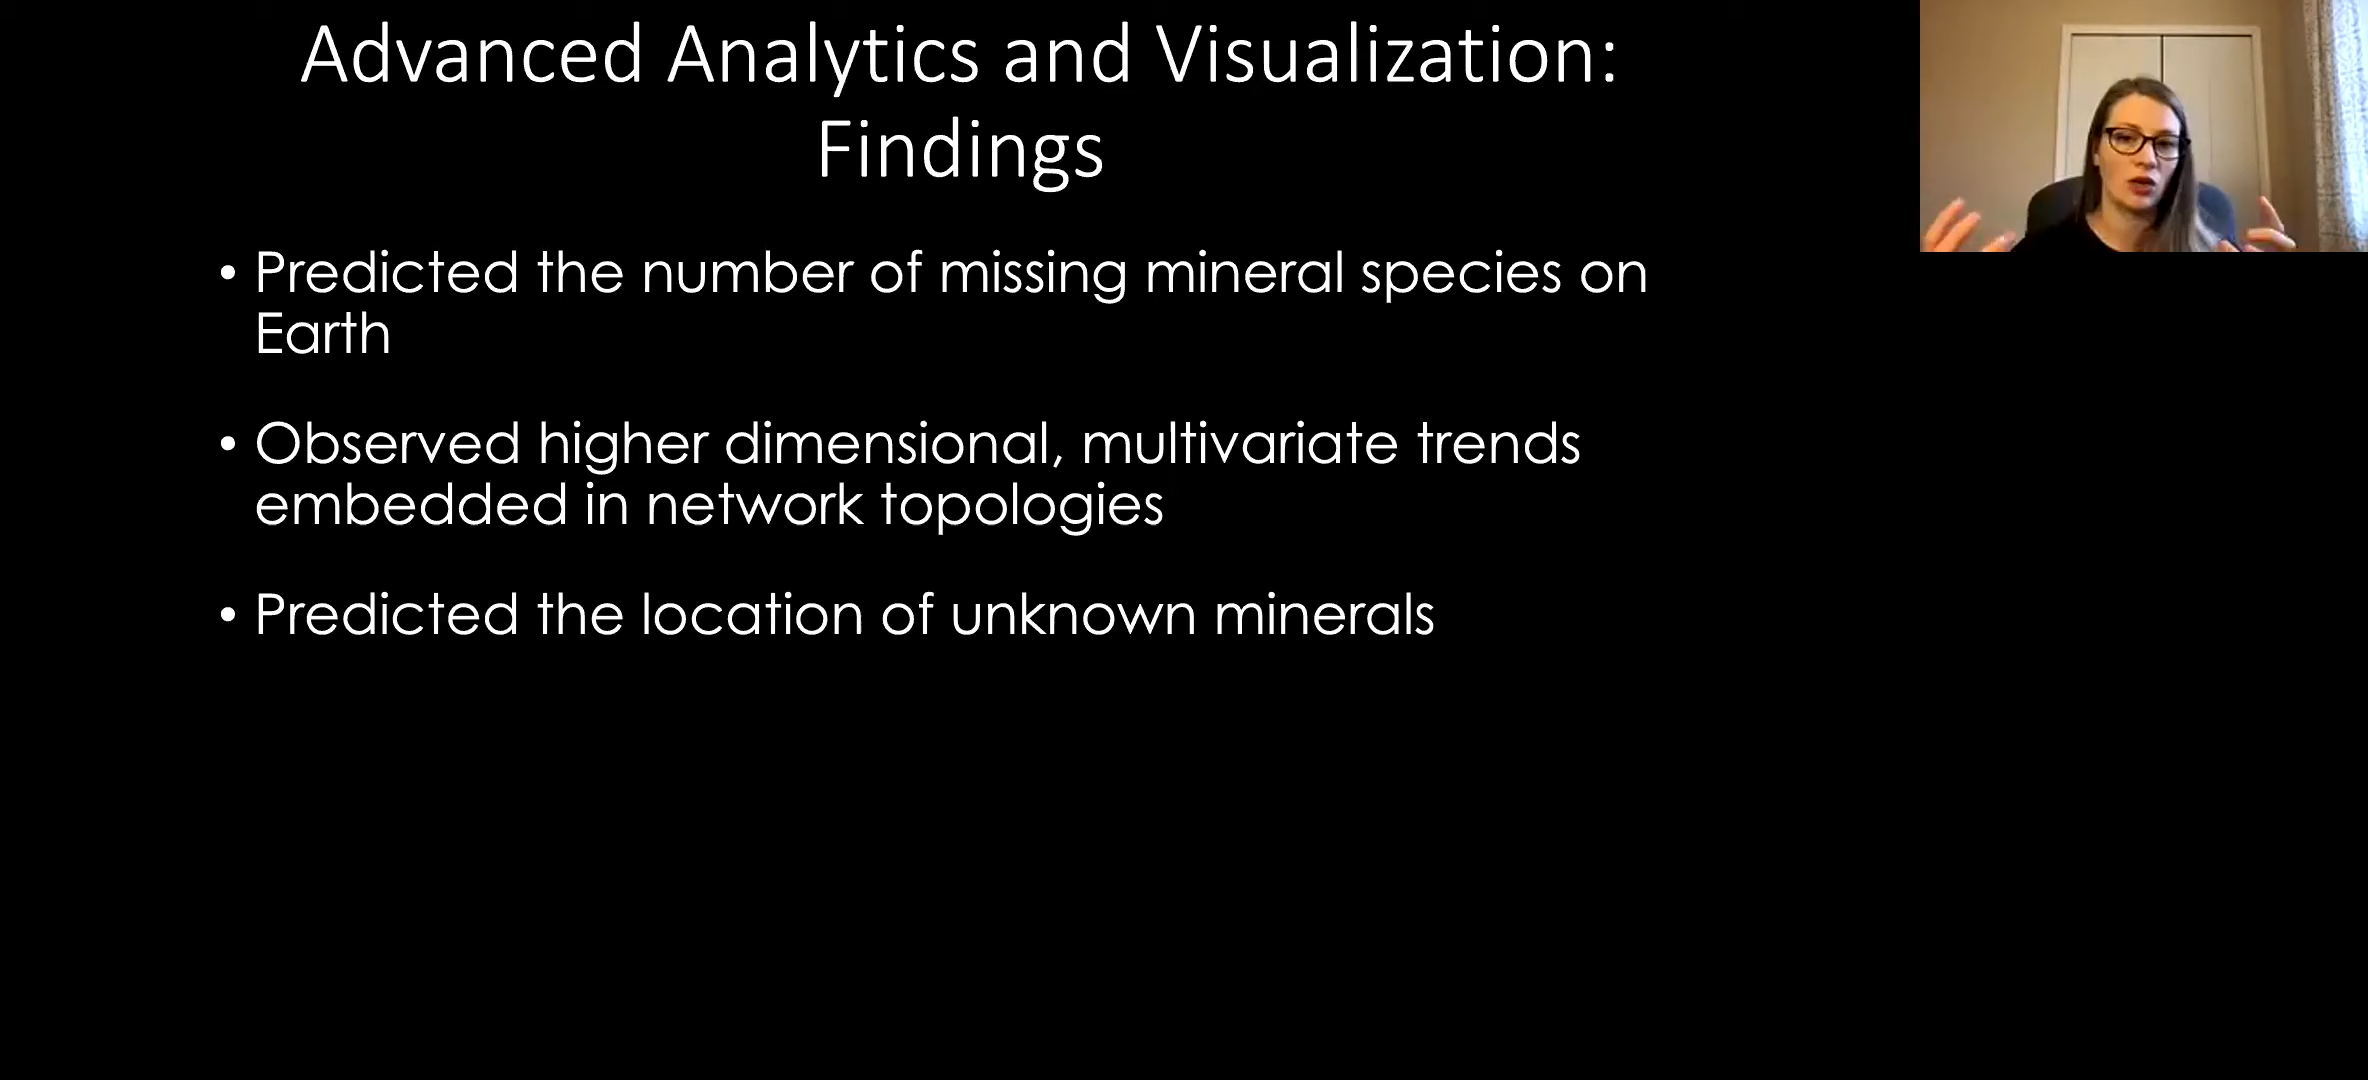 Advanced Analytics and Visualization:
Findings
• Predicted the number of missing mineral species on
Earth
• Observed higher dimensional, multivariate trends
embedded in network topologies
• Predicted the location of unknown minerals